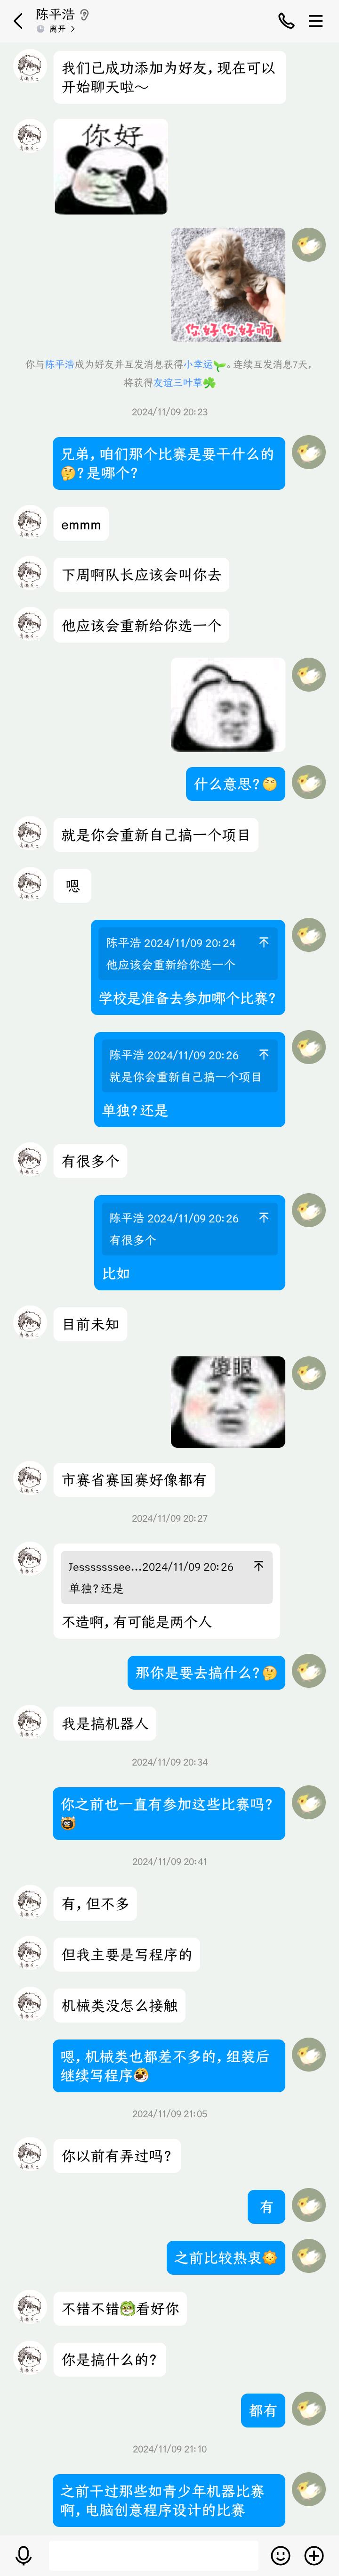 陈平浩
离开
我们已成功添加为好友，现在可以
开始聊天啦～
你好
你好你好啊
你与陈平浩成为好友并互发消息获得小幸运。连续互发消息7天，
将获得友谊三叶草
2024/11/09 20:23
兄弟，咱们那个比赛是要干什么的
🤔？是哪个？
emmm
下周啊队长应该会叫你去
他应该会重新给你选一个
什么意思？🧐
就是你会重新自己搞一个项目
嗯
陈平浩 2024/11/09 20:24
他应该会重新给你选一个
学校是准备去参加哪个比赛？
陈平浩 2024/11/09 20:26
就是你会重新自己搞一个项目
单独？还是
有很多个
陈平浩 2024/11/09 20:26
有很多个
比如
目前未知
傻眼
市赛省赛国赛好像都有
2024/11/09 20:27
Jesssssssee...2024/11/09 20:26
单独？还是
不造啊，有可能是两个人
那你是要去搞什么？🤔
我是搞机器人
2024/11/09 20:34
你之前也一直有参加这些比赛吗？
2024/11/09 20:41
有，但不多
但我主要是写程序的
机械类没怎么接触
嗯，机械类也都差不多的，组装后
继续写程序
2024/11/09 21:05
你以前有弄过吗？
有
之前比较热衷
不错不错看好你
你是搞什么的？
都有
2024/11/09 21:10
之前干过那些如青少年机器比赛
啊，电脑创意程序设计的比赛